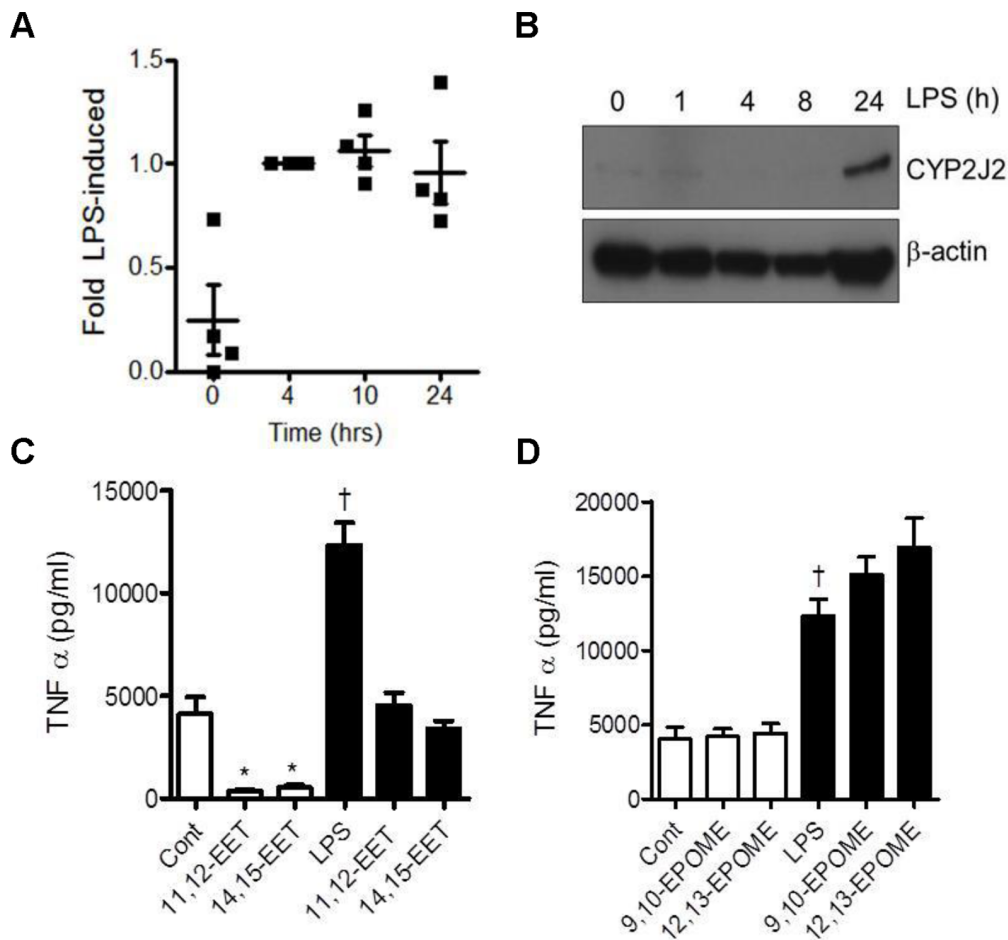 A
1.5
1.0
0.5
0.0
Fold LPS-induced
0 4 10 24
Time (hrs)
B
0 1 4 8 24 LPS (h)
CYP2J2
β-actin
C
15000
10000
5000
0
TNF α (pg/ml)
†
* *
Cont
11,12-EET
14,15-EET
LPS
11,12-EET
14,15-EET
D
20000
15000
10000
5000
0
TNF α (pg/ml)
†
Cont
9,10-EPOME
12,13-EPOME
LPS
9,10-EPOME
12,13-EPOME